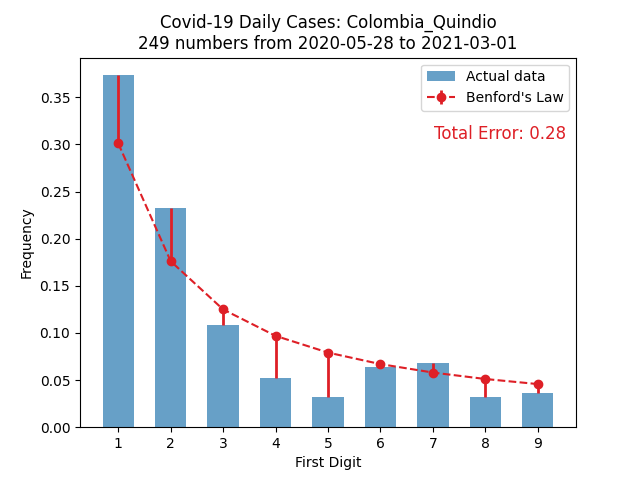 Covid-19 Daily Cases: Colombia_Quindio
249 numbers from 2020-05-28 to 2021-03-01
Actual data
Benford's Law
Total Error: 0.28
Frequency
0.35
0.30
0.25
0.20
0.15
0.10
0.05
0.00
1 2 3 4 5 6 7 8 9
First Digit